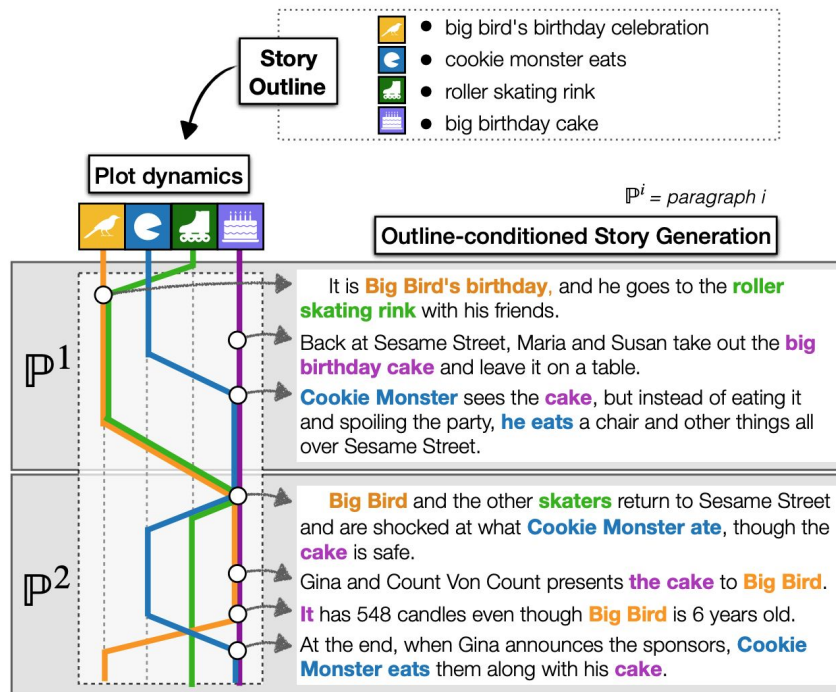 Story
Outline
• big bird's birthday celebration
• cookie monster eats
• roller skating rink
• big birthday cake
Plot dynamics
ℙⁱ = paragraph i
Outline-conditioned Story Generation
ℙ¹
It is Big Bird's birthday, and he goes to the roller
skating rink with his friends.
Back at Sesame Street, Maria and Susan take out the big
birthday cake and leave it on a table.
Cookie Monster sees the cake, but instead of eating it
and spoiling the party, he eats a chair and other things all
over Sesame Street.
ℙ²
Big Bird and the other skaters return to Sesame Street
and are shocked at what Cookie Monster ate, though the
cake is safe.
Gina and Count Von Count presents the cake to Big Bird.
It has 548 candles even though Big Bird is 6 years old.
At the end, when Gina announces the sponsors, Cookie
Monster eats them along with his cake.